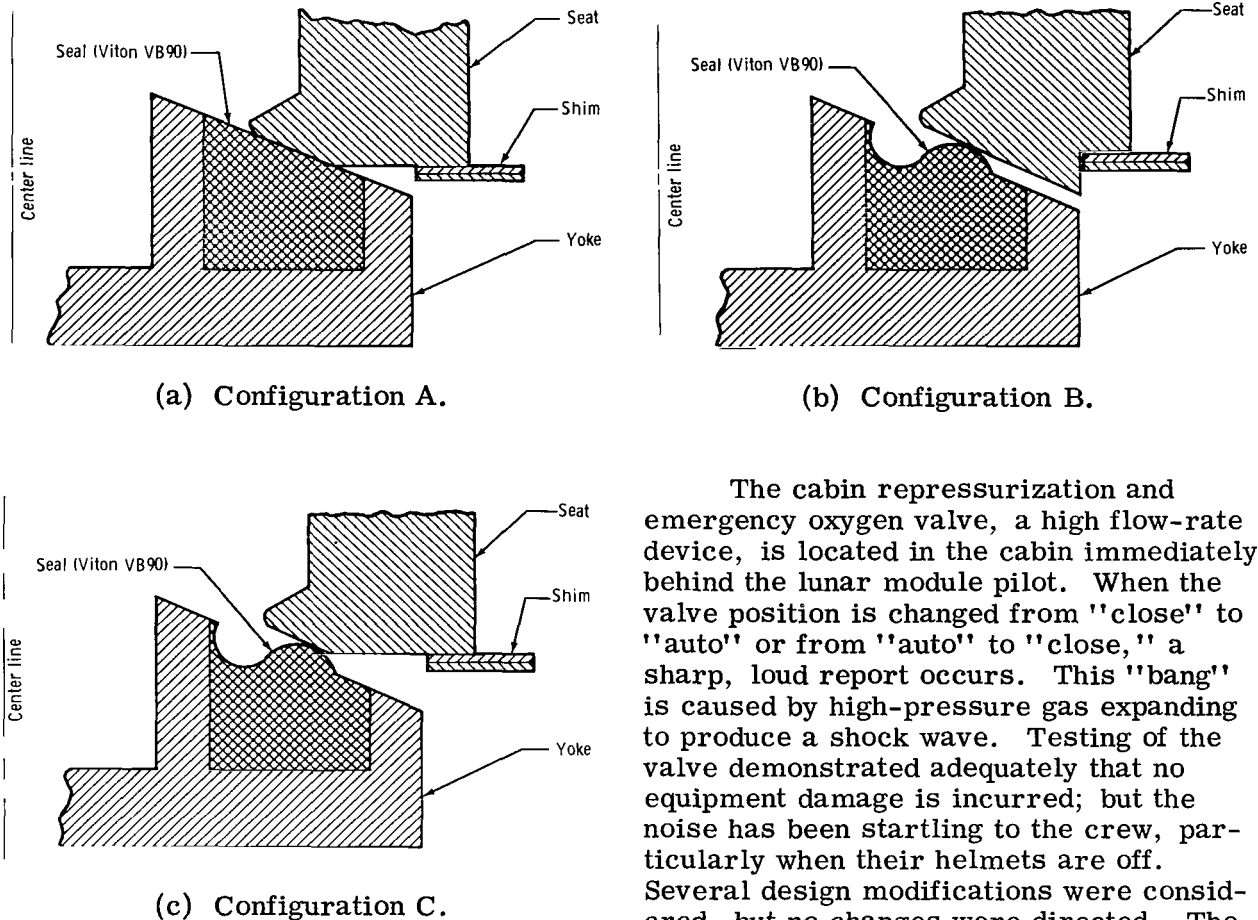 Seat
Seal (Viton VB90)
Shim
Center line
Yoke
(a) Configuration A.
Seat
Seal (Viton VB90)
Shim
Center line
Yoke
(b) Configuration B.
Seat
Seal (Viton VB90)
Shim
Center line
Yoke
(c) Configuration C.
The cabin repressurization and
emergency oxygen valve, a high flow-rate
device, is located in the cabin immediately
behind the lunar module pilot. When the
valve position is changed from "close" to
"auto" or from "auto" to "close," a
sharp, loud report occurs. This "bang"
is caused by high-pressure gas expanding
to produce a shock wave. Testing of the
valve demonstrated adequately that no
equipment damage is incurred; but the
noise has been startling to the crew, par-
ticularly when their helmets are off.
Several design modifications were consid-
ered, but no changes were directed. The